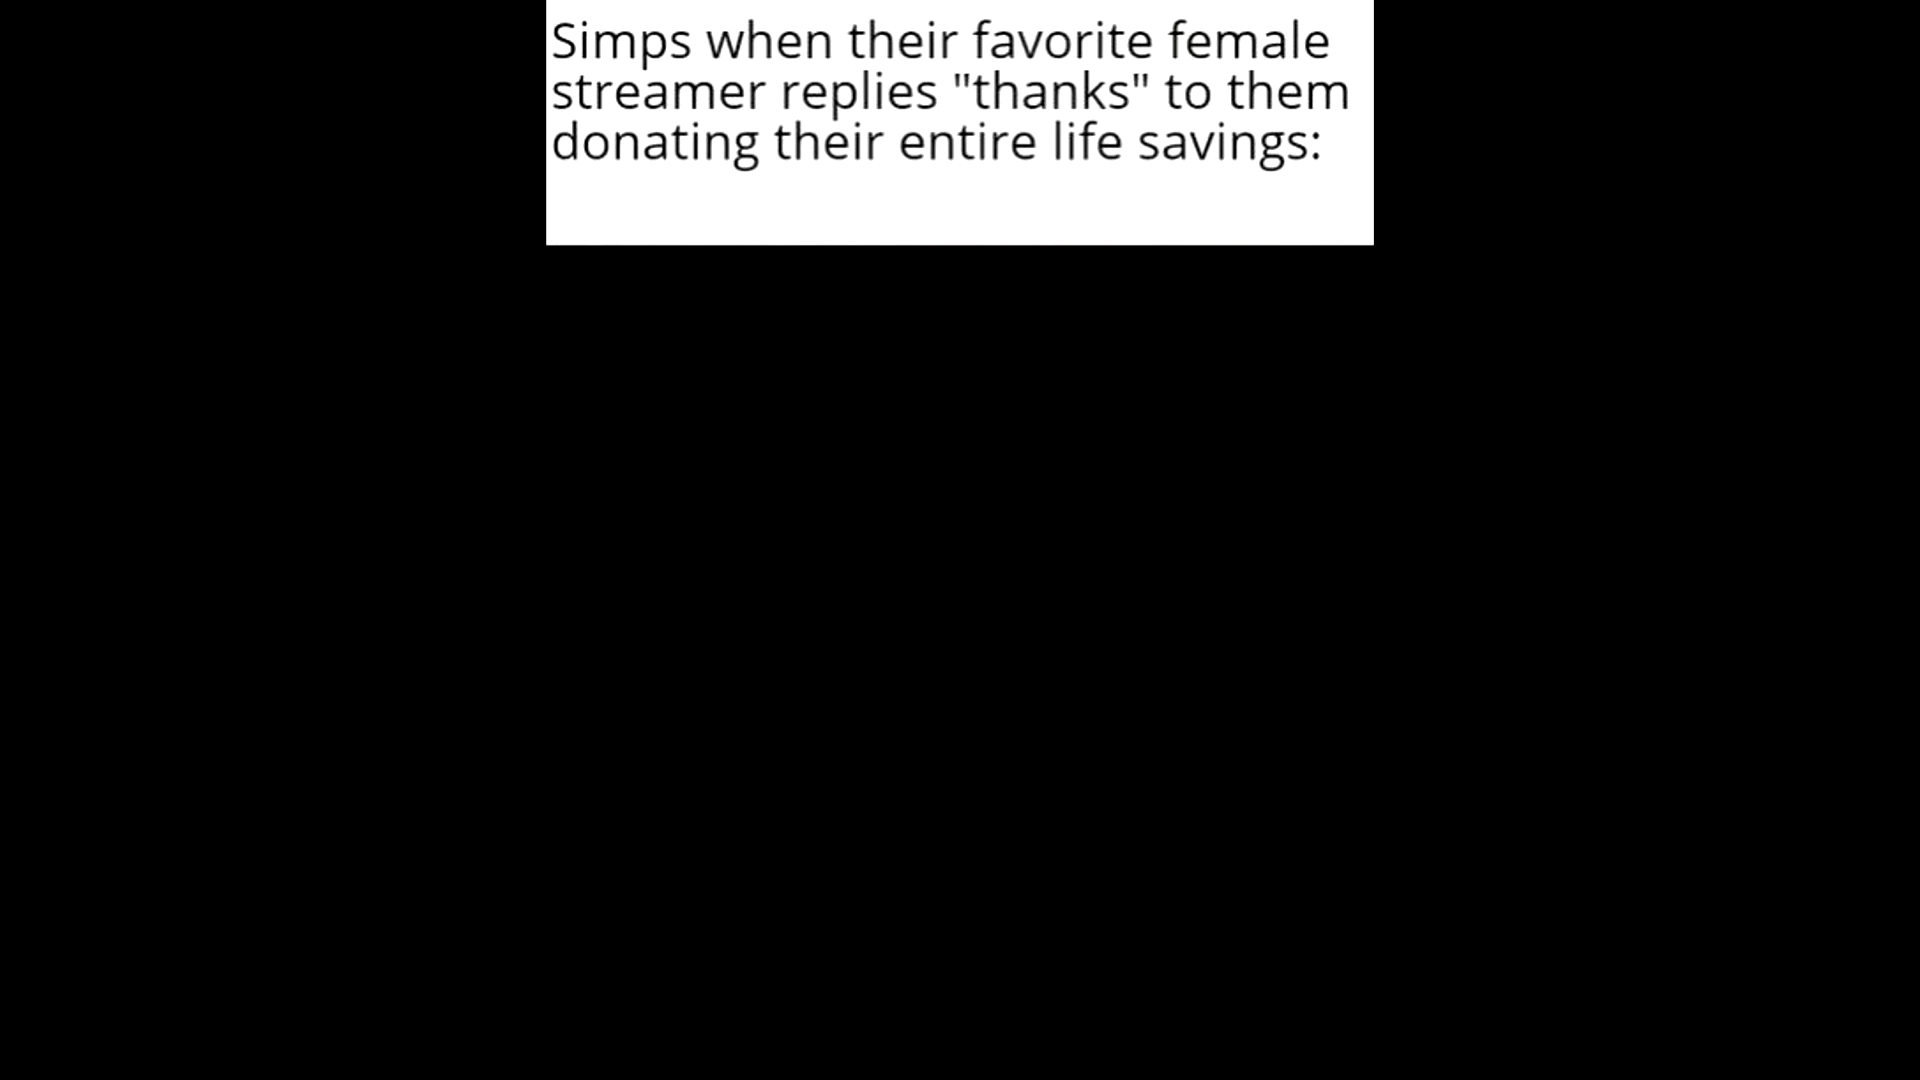 Simps when their favorite female
streamer replies "thanks" to them
donating their entire life savings: